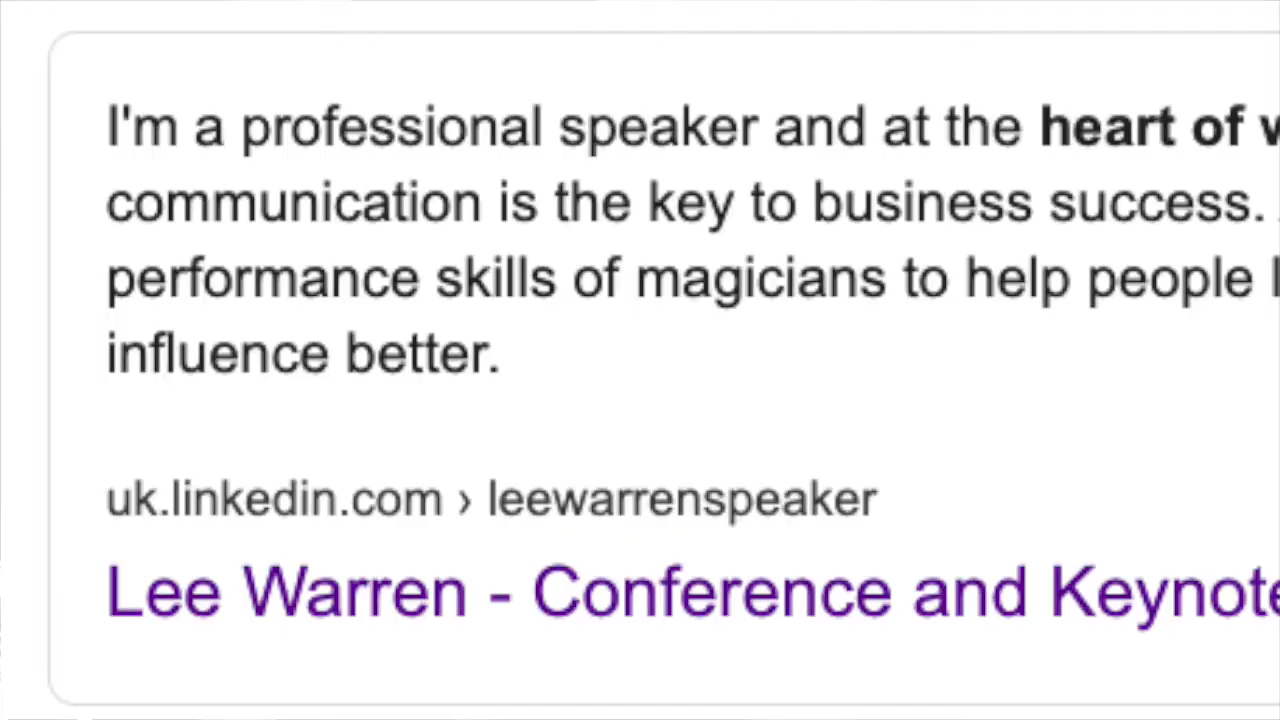 I'm a professional speaker and at the heart of
communication is the key to business success.
performance skills of magicians to help people
influence better.
uk.linkedin.com › leewarrenspeaker
Lee Warren - Conference and Keynote